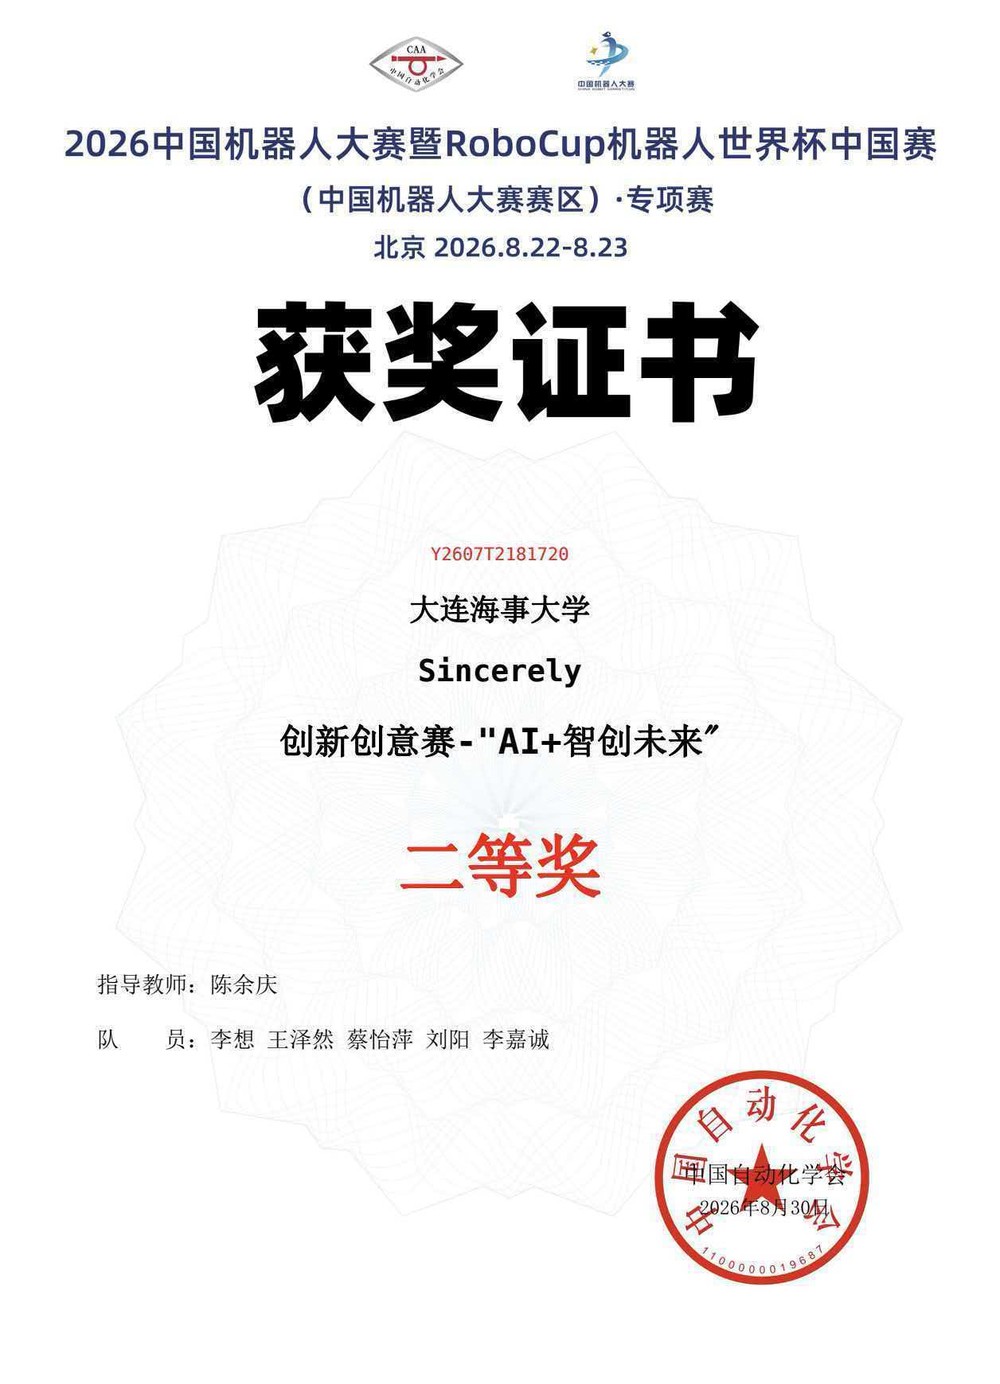 CAA
中国自动化学会
中国机器人大赛
2026中国机器人大赛暨RoboCup机器人世界杯中国赛
（中国机器人大赛赛区）·专项赛
北京 2026.8.22-8.23
获奖证书
Y2607T2181720
大连海事大学
Sincerely
创新创意赛-"AI+智创未来”
二等奖
指导教师：陈余庆
队　　员：李想 王泽然 蔡怡萍 刘阳 李嘉诚
中国自动化学会
中国自动化学会
2026年8月30日
1100000019687